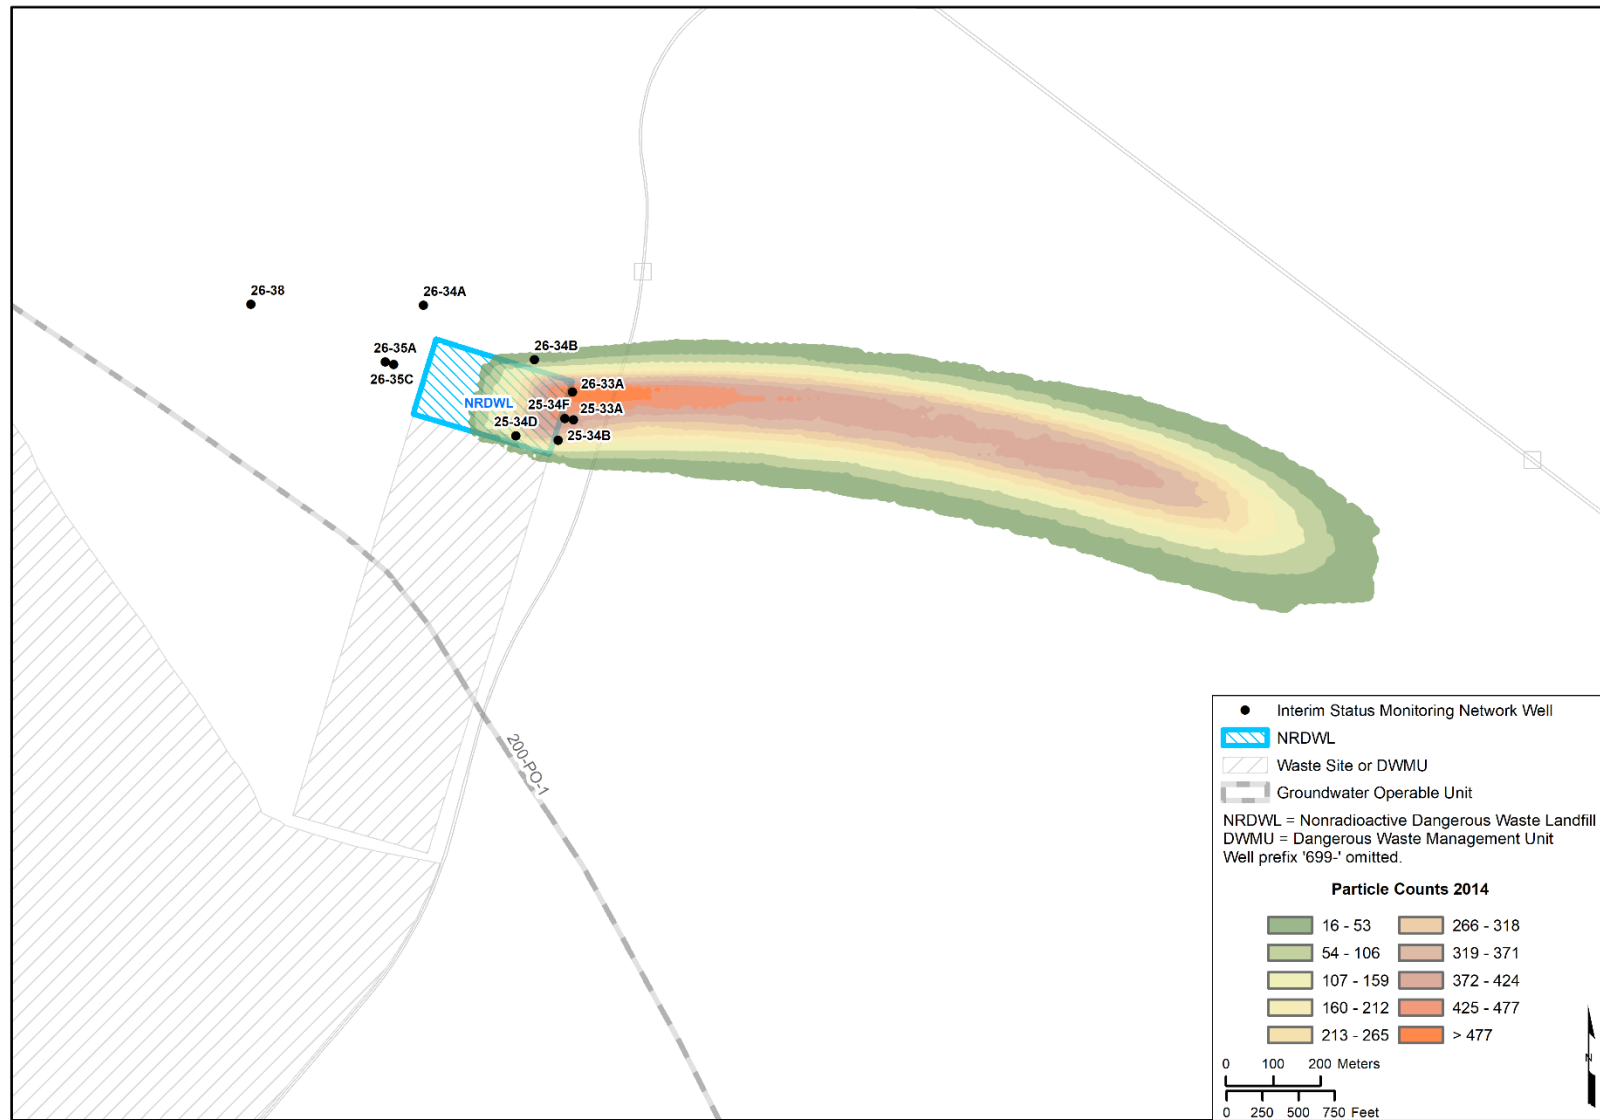 26-38
26-34A
26-35A
26-35C
26-34B
NRDWL
26-33A
25-34F
25-33A
25-34D
25-34B
200-PO-1
Interim Status Monitoring Network Well
NRDWL
Waste Site or DWMU
Groundwater Operable Unit
NRDWL = Nonradioactive Dangerous Waste Landfill
DWMU = Dangerous Waste Management Unit
Well prefix '699-' omitted.
Particle Counts 2014
16 - 53 266 - 318
54 - 106 319 - 371
107 - 159 372 - 424
160 - 212 425 - 477
213 - 265 > 477
0 100 200 Meters
0 250 500 750 Feet
N